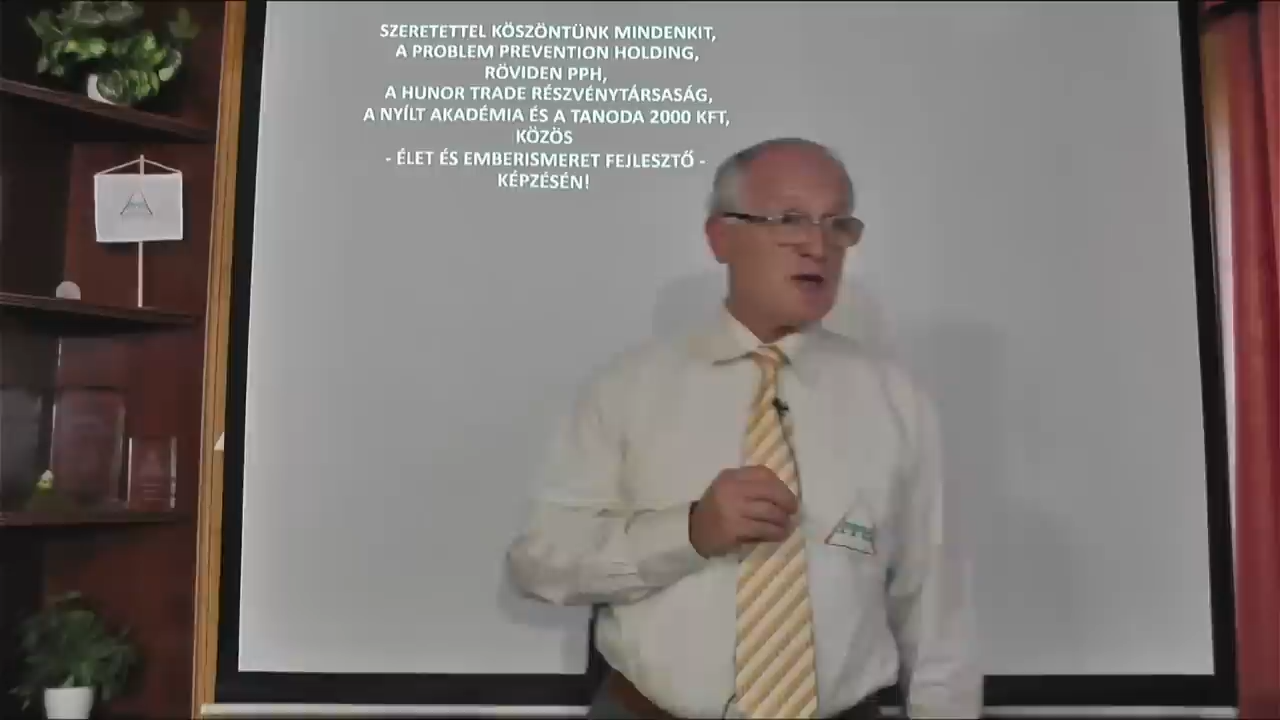 SZERETETTEL KÖSZÖNTÜNK MINDENKIT,
A PROBLEM PREVENTION HOLDING,
RÖVIDEN PPH,
A HUNOR TRADE RÉSZVÉNYTÁRSASÁG,
A NYÍLT AKADÉMIA ÉS A TANODA 2000 KFT,
KÖZÖS
- ÉLET ÉS EMBERISMERET FEJLESZTŐ -
KÉPZÉSÉN!
PPH